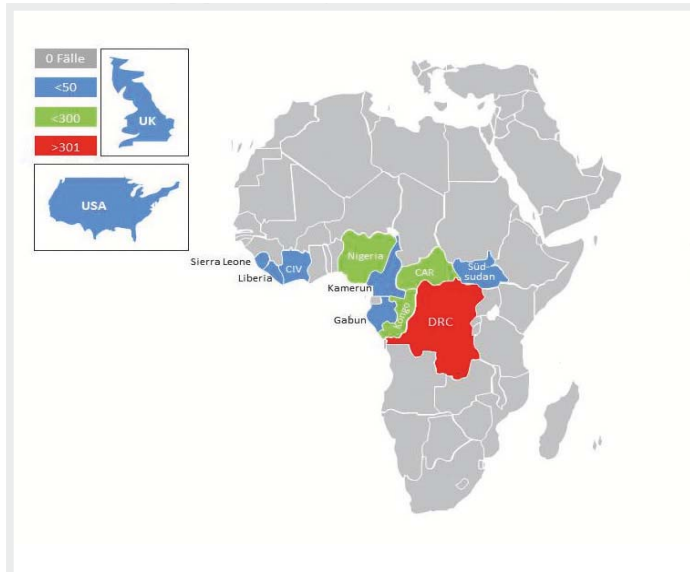 0 Fälle
<50
<300
>301
UK
USA
Sierra Leone
Liberia
CIV
Nigeria
Kamerun
Gabun
Kongo
CAR
Süd-
sudan
DRC